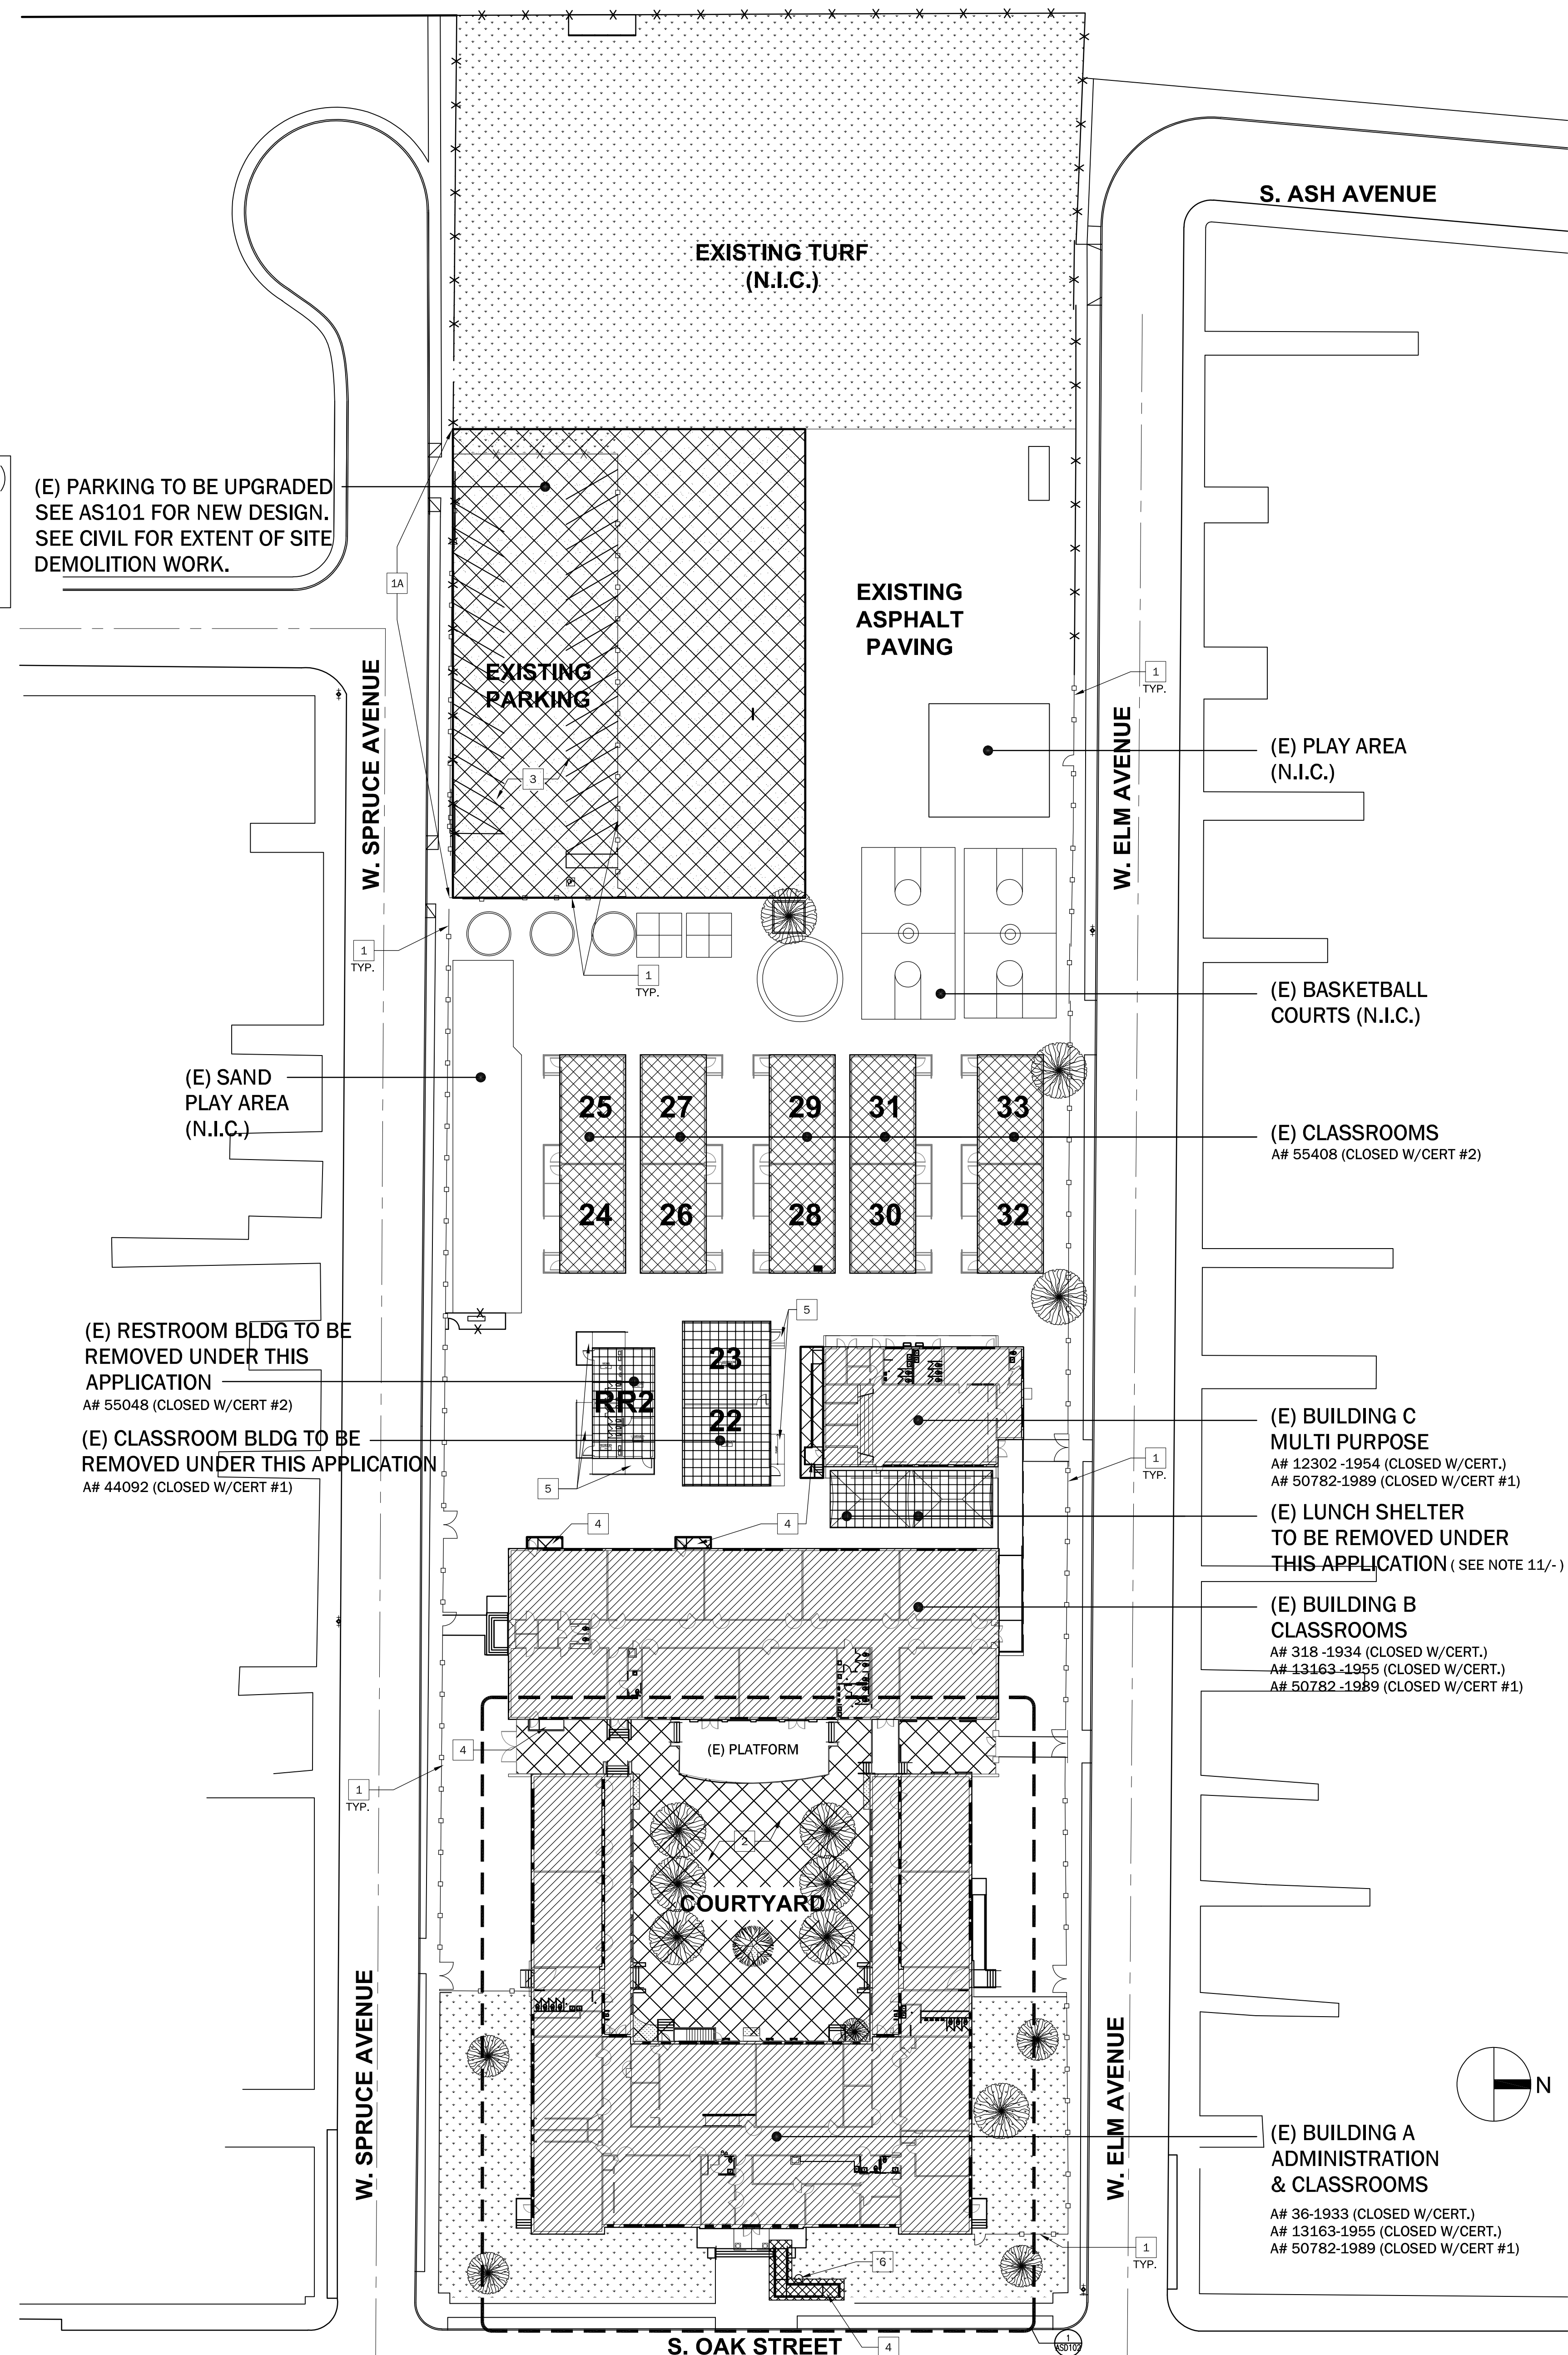 S. ASH AVENUE
EXISTING TURF
(N.I.C.)
(E) PARKING TO BE UPGRADED
SEE AS101 FOR NEW DESIGN.
SEE CIVIL FOR EXTENT OF SITE
DEMOLITION WORK.
1A
EXISTING
ASPHALT
PAVING
EXISTING
PARKING
W. SPRUCE AVENUE
1
TYP.
W. ELM AVENUE
(E) PLAY AREA
(N.I.C.)
3
1
TYP.
1
TYP.
(E) BASKETBALL
COURTS (N.I.C.)
(E) SAND
PLAY AREA
(N.I.C.)
25
27
29
31
33
(E) CLASSROOMS
A# 55408 (CLOSED W/CERT #2)
24
26
28
30
32
5
(E) RESTROOM BLDG TO BE
REMOVED UNDER THIS
APPLICATION
A# 55048 (CLOSED W/CERT #2)
(E) CLASSROOM BLDG TO BE
REMOVED UNDER THIS APPLICATION
A# 44092 (CLOSED W/CERT #1)
23
RR2
22
(E) BUILDING C
MULTI PURPOSE
A# 12302 -1954 (CLOSED W/CERT.)
A# 50782-1989 (CLOSED W/CERT #1)
1
TYP.
5
4
4
(E) LUNCH SHELTER
TO BE REMOVED UNDER
THIS APPLICATION ( SEE NOTE 11/- )
(E) BUILDING B
CLASSROOMS
A# 318 -1934 (CLOSED W/CERT.)
A# 13163 -1955 (CLOSED W/CERT.)
A# 50782 -1989 (CLOSED W/CERT #1)
4
(E) PLATFORM
1
TYP.
2
COURTYARD
W. SPRUCE AVENUE
W. ELM AVENUE
N
(E) BUILDING A
ADMINISTRATION
& CLASSROOMS
A# 36-1933 (CLOSED W/CERT.)
A# 13163-1955 (CLOSED W/CERT.)
A# 50782-1989 (CLOSED W/CERT #1)
1
TYP.
6
S. OAK STREET
4
1
ASD102